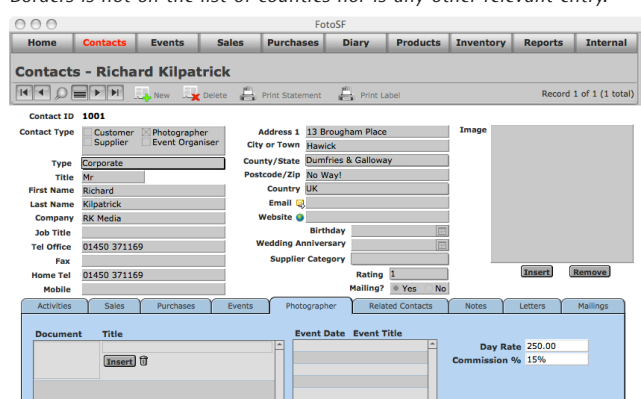 Borders is not on the list of counties nor is any other relevant entry.
FotoSF
Home Contacts Events Sales Purchases Diary Products Inventory Reports Internal
Contacts - Richard Kilpatrick
New Delete Print Statement Print Label Record 1 of 1 (1 total)
Contact ID 1001
Contact Type Customer Photographer Address 1 13 Brougham Place Image
Supplier Event Organiser City or Town Hawick
Type Corporate County/State Dumfries & Galloway
Title Mr Postcode/Zip No Way!
First Name Richard Country UK
Last Name Kilpatrick Email
Company RK Media Website
Job Title Birthday
Tel Office 01450 371169 Wedding Anniversary
Fax Supplier Category
Home Tel 01450 371169 Rating 1 Insert Remove
Mobile Mailing? Yes No
Activities Sales Purchases Events Photographer Related Contacts Notes Letters Mailings
Document Title Event Date Event Title
Day Rate 250.00
Insert Commission % 15%